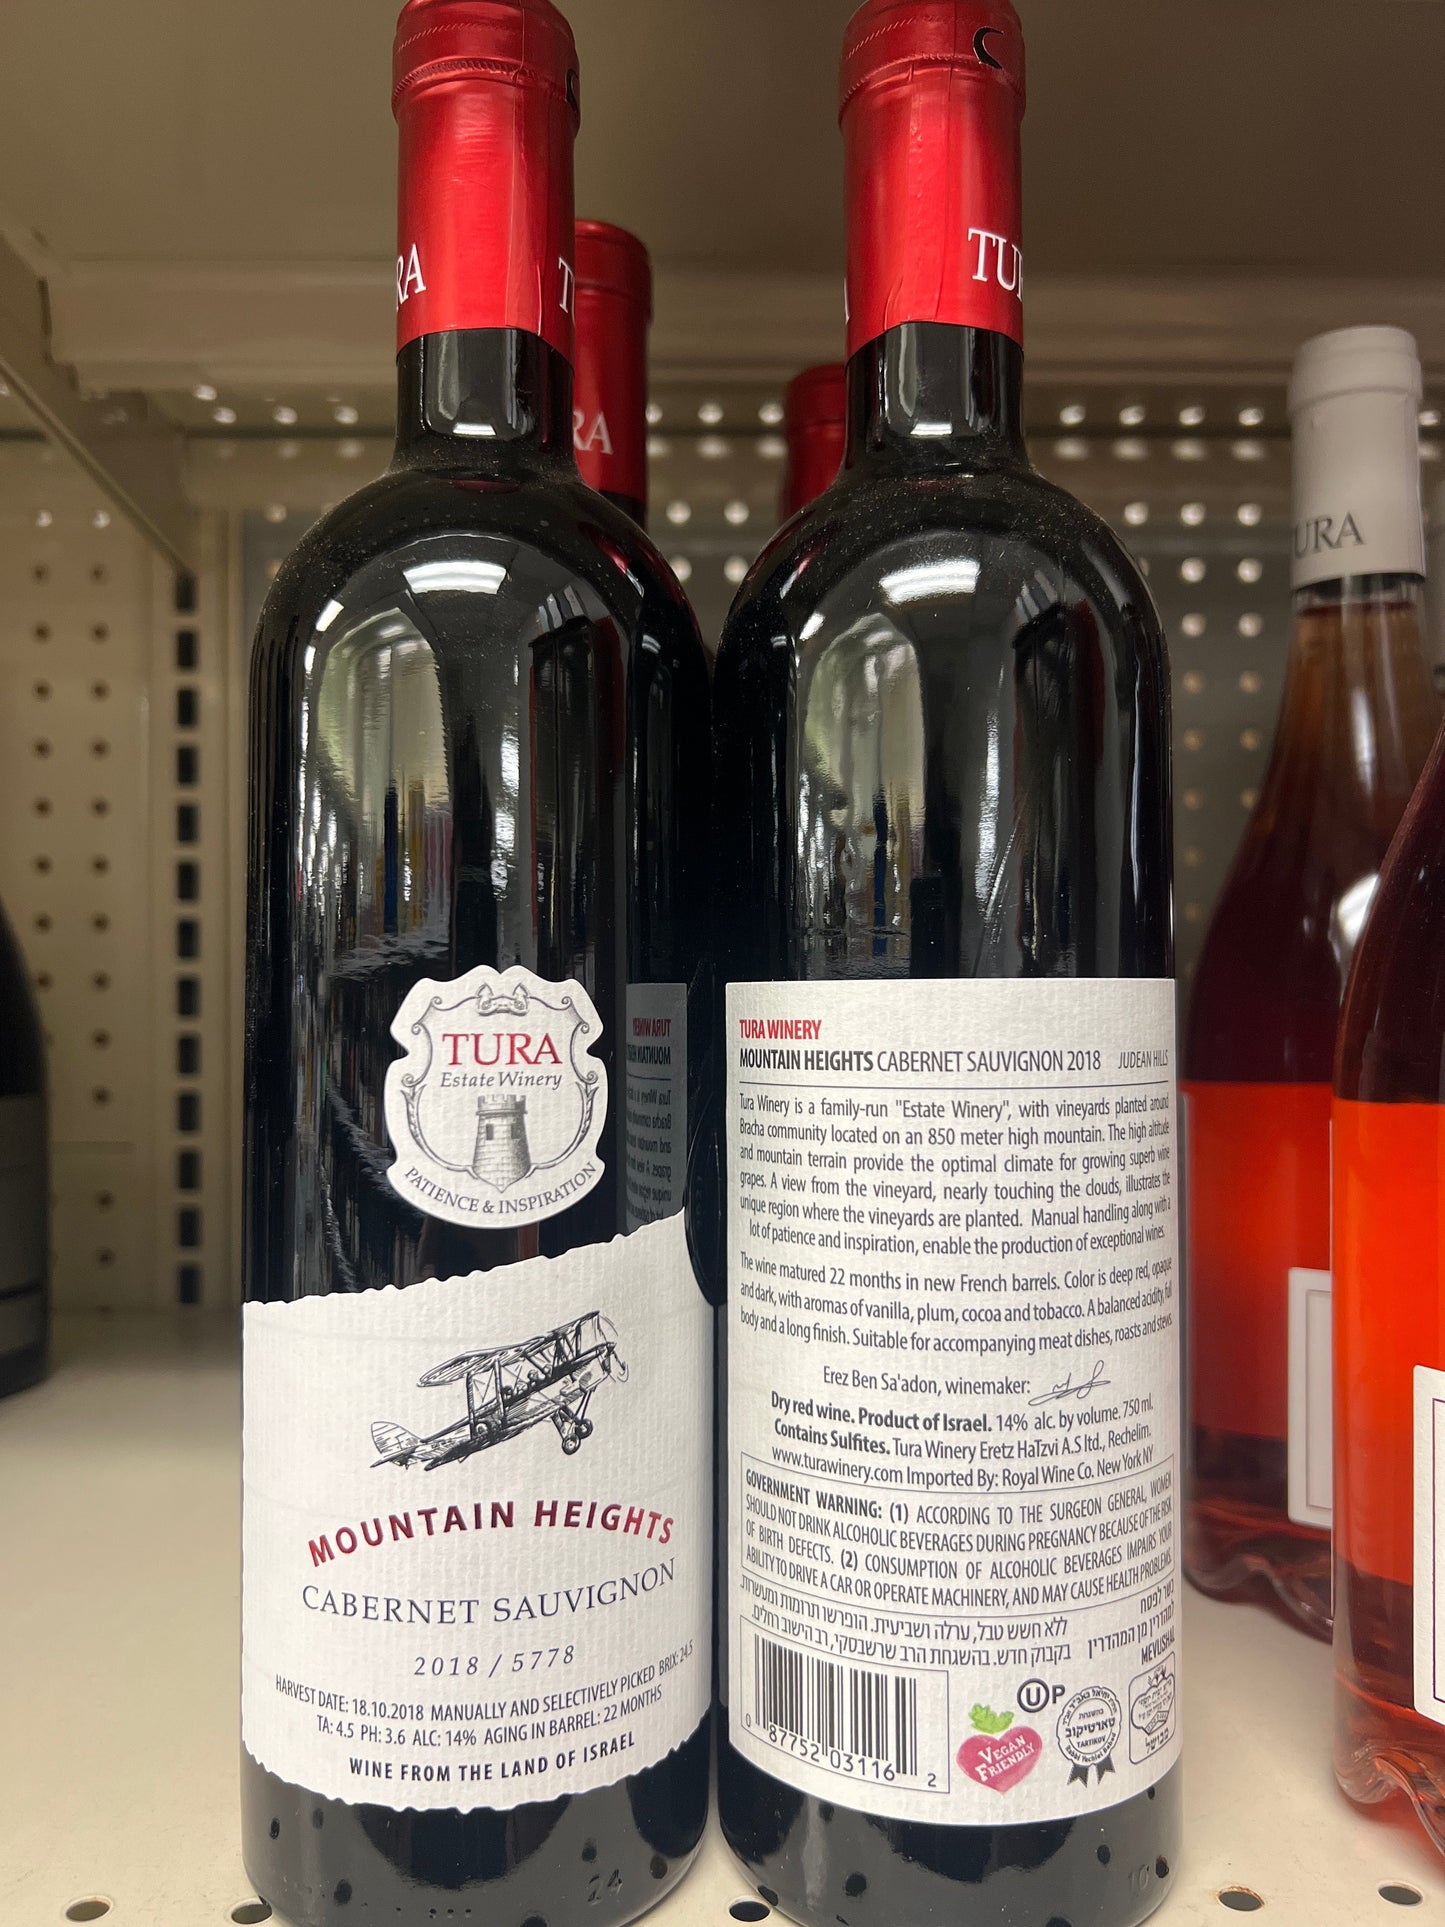 TURA
Estate Winery
PATIENCE & INSPIRATION
MOUNTAIN HEIGHTS
CABERNET SAUVIGNON
2018 / 5778
HARVEST DATE: 18.10.2018 MANUALLY AND SELECTIVELY PICKED BRIX: 24.5
TA: 4.5 PH: 3.6 ALC: 14% AGING IN BARREL: 22 MONTHS
WINE FROM THE LAND OF ISRAEL
24
TURA WINERY
MOUNTAIN HEIGHTS CABERNET SAUVIGNON 2018 JUDEAN HILLS
Tura Winery is a family-run "Estate Winery", with vineyards planted around
Bracha community located on an 850 meter high mountain. The high altitude
and mountain terrain provide the optimal climate for growing superb wine
grapes. A view from the vineyard, nearly touching the clouds, illustrates the
unique region where the vineyards are planted. Manual handling along with a
lot of patience and inspiration, enable the production of exceptional wines.
The wine matured 22 months in new French barrels. Color is deep red, opaque
and dark, with aromas of vanilla, plum, cocoa and tobacco. A balanced acidity, full
body and a long finish. Suitable for accompanying meat dishes, roasts and stews.
Erez Ben Sa'adon, winemaker:
Dry red wine. Product of Israel. 14% alc. by volume. 750 ml.
Contains Sulfites. Tura Winery Eretz HaTzvi A.S ltd., Rechelim.
www.turawinery.com Imported By: Royal Wine Co. New York NY
GOVERNMENT WARNING: (1) ACCORDING TO THE SURGEON GENERAL, WOMEN
SHOULD NOT DRINK ALCOHOLIC BEVERAGES DURING PREGNANCY BECAUSE OF THE RISK
OF BIRTH DEFECTS. (2) CONSUMPTION OF ALCOHOLIC BEVERAGES IMPAIRS YOUR
ABILITY TO DRIVE A CAR OR OPERATE MACHINERY, AND MAY CAUSE HEALTH PROBLEMS.
ללא חשש טבל, ערלה ושביעית. הופרשו תרומות ומעשרות.
בקבוק חדש. בהשגחת הרב שרשבסקי, רב הישוב רחלים.
כשר לפסח
למהדרין מן המהדרין
MEVUSHAL
0 87752 03116 2
VEGAN
FRIENDLY
U P
בהשגחת
טארטיקוב
TARTIKOV
מבושל
TURA
URA